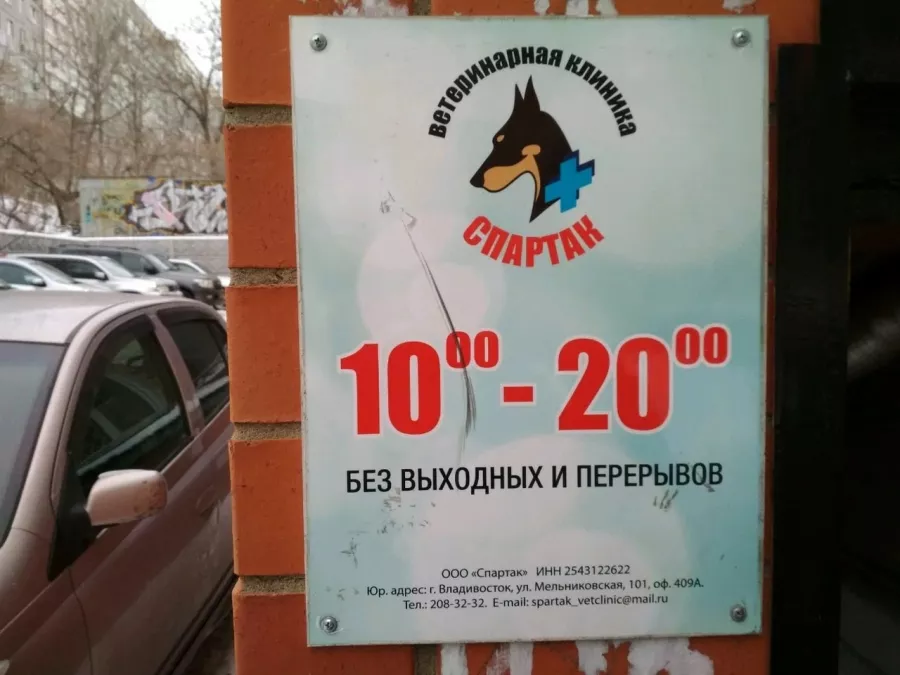 Ветеринарная клиника
СПАРТАК
10⁰⁰ - 20⁰⁰
БЕЗ ВЫХОДНЫХ И ПЕРЕРЫВОВ
ООО «Спартак» ИНН 2543122622
Юр. адрес: г. Владивосток, ул. Мельниковская, 101, оф. 409А.
Тел.: 208-32-32. E-mail: spartak_vetclinic@mail.ru